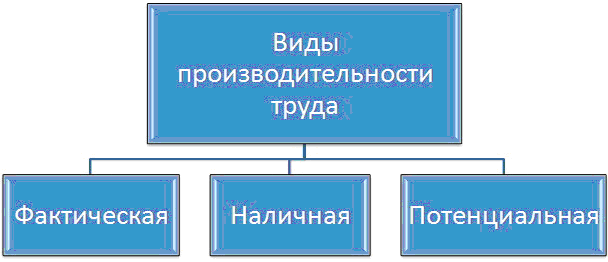 Виды
производительности
труда
Фактическая
Наличная
Потенциальная